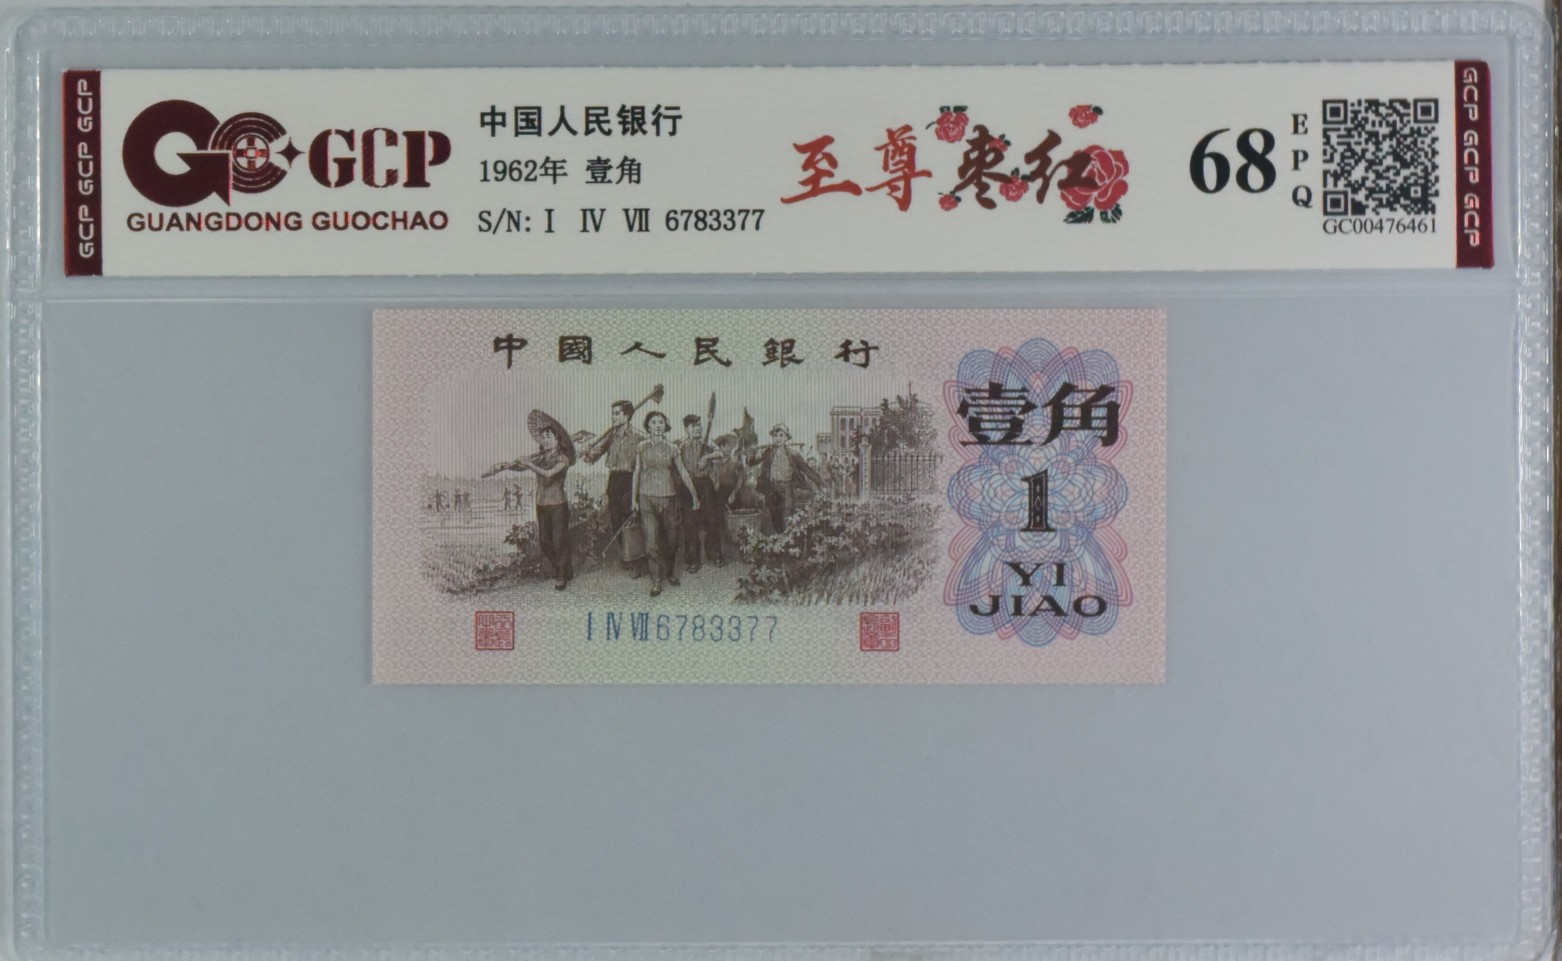 GCP GCP GCP
GCP
GUANGDONG GUOCHAO
中国人民银行
1962年 壹角
S/N: I IV VII 6783377
至尊枣红
68
EPQ
GC00476461
GCP GCP GCP
中國人民銀行
壹角
1
YI
JIAO
I IV VII 6783377